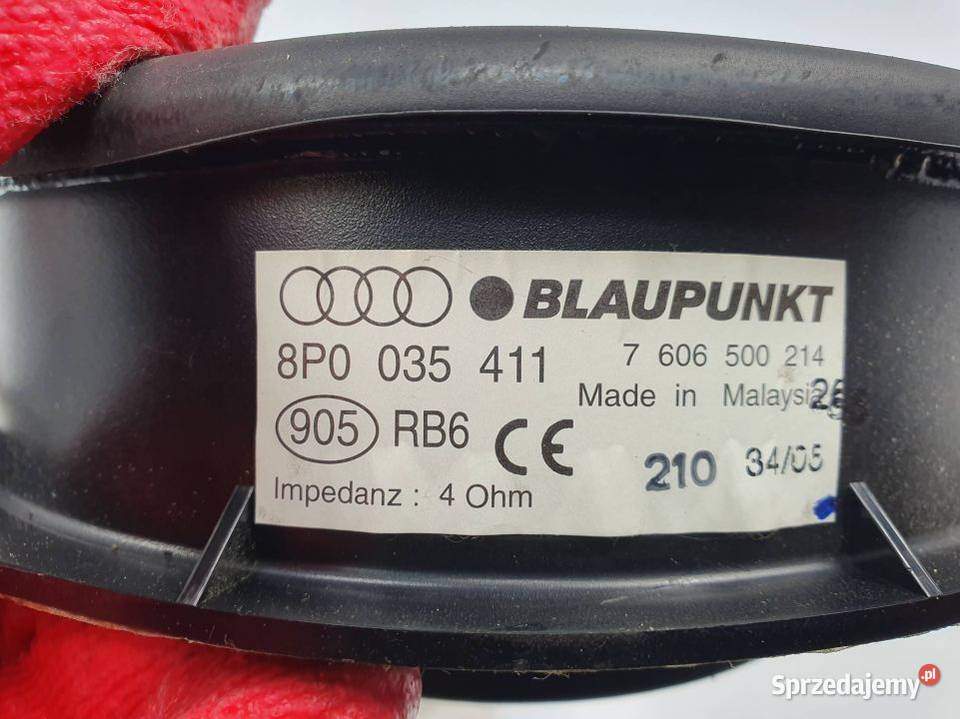 BLAUPUNKT
8P0 035 411 7 606 500 214
Made in Malaysia
905 RB6 CE
210 34/05
Impedanz : 4 Ohm
Sprzedajemy.pl